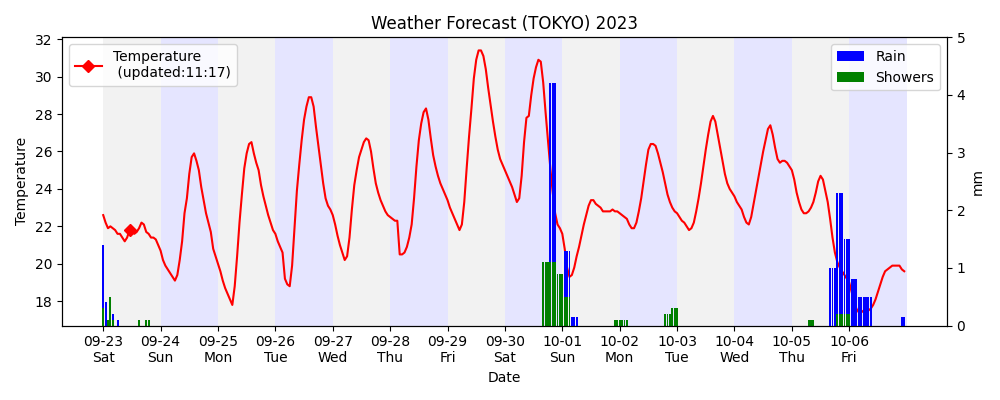 Weather Forecast (TOKYO) 2023
Temperature
(updated:11:17)
Rain
Showers
Temperature
32
30
28
26
24
22
20
18
5
4
3
2
1
0
mm
09-23 09-24 09-25 09-26 09-27 09-28 09-29 09-30 10-01 10-02 10-03 10-04 10-05 10-06
Sat Sun Mon Tue Wed Thu Fri Sat Sun Mon Tue Wed Thu Fri
Date